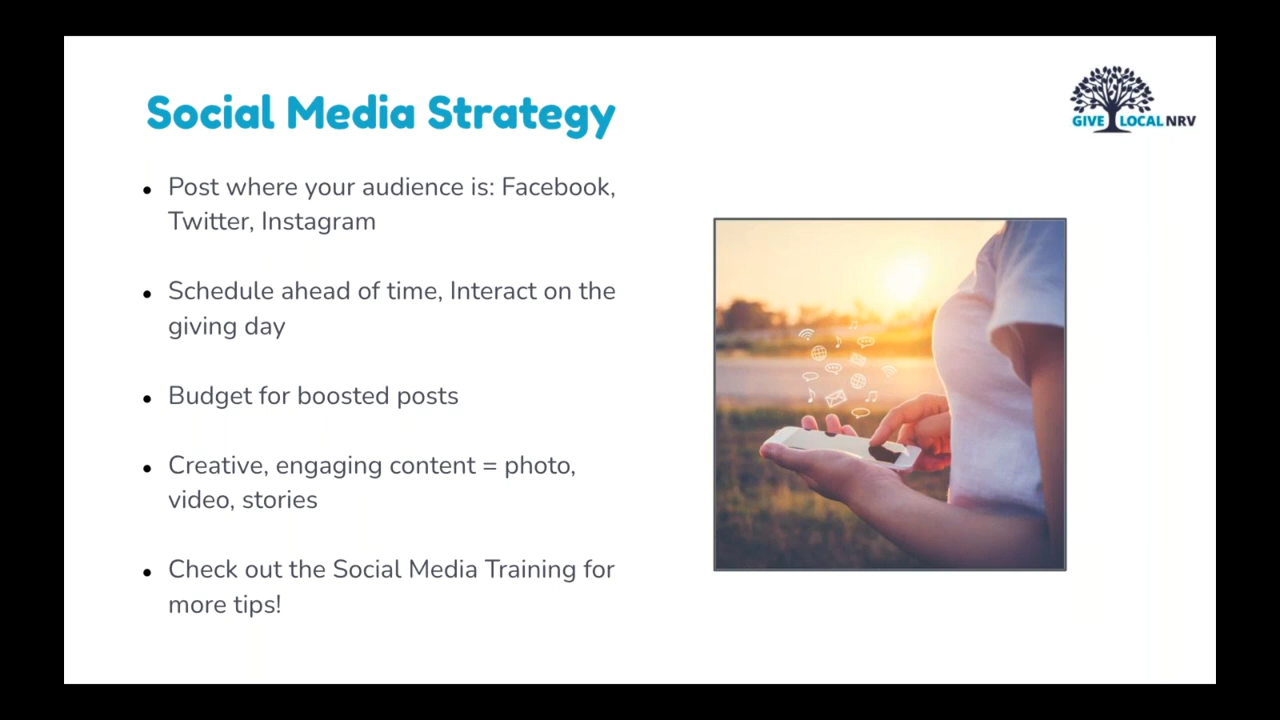 Social Media Strategy
GIVE LOCAL NRV
• Post where your audience is: Facebook,
Twitter, Instagram
• Schedule ahead of time, Interact on the
giving day
• Budget for boosted posts
• Creative, engaging content = photo,
video, stories
• Check out the Social Media Training for
more tips!